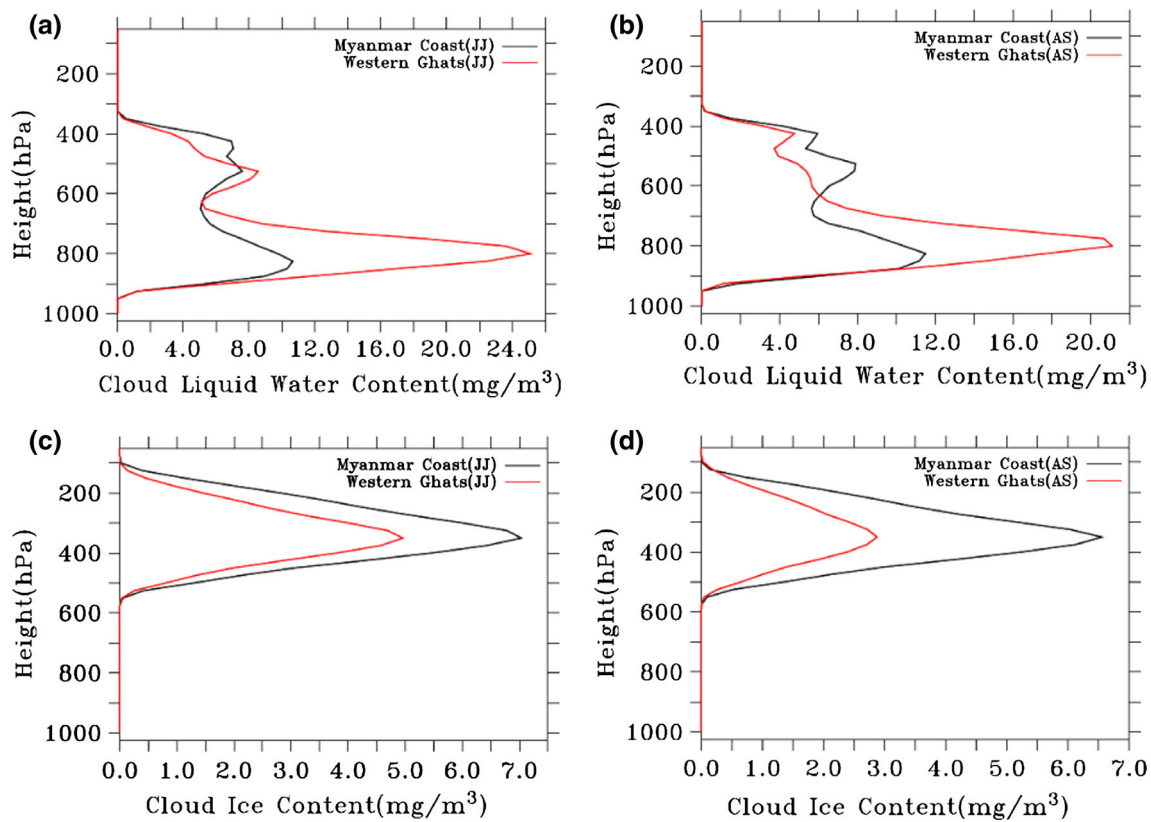 (a)
Myanmar Coast(JJ)
Western Ghats(JJ)
200
400
600
800
1000
Height(hPa)
0.0 4.0 8.0 12.0 16.0 20.0 24.0
Cloud Liquid Water Content(mg/m³)
(b)
Myanmar Coast(AS)
Western Ghats(AS)
200
400
600
800
1000
Height(hPa)
0.0 4.0 8.0 12.0 16.0 20.0
Cloud Liquid Water Content(mg/m³)
(c)
Myanmar Coast(JJ)
Western Ghats(JJ)
200
400
600
800
1000
Height(hPa)
0.0 1.0 2.0 3.0 4.0 5.0 6.0 7.0
Cloud Ice Content(mg/m³)
(d)
Myanmar Coast(AS)
Western Ghats(AS)
200
400
600
800
1000
Height(hPa)
0.0 1.0 2.0 3.0 4.0 5.0 6.0 7.0
Cloud Ice Content(mg/m³)